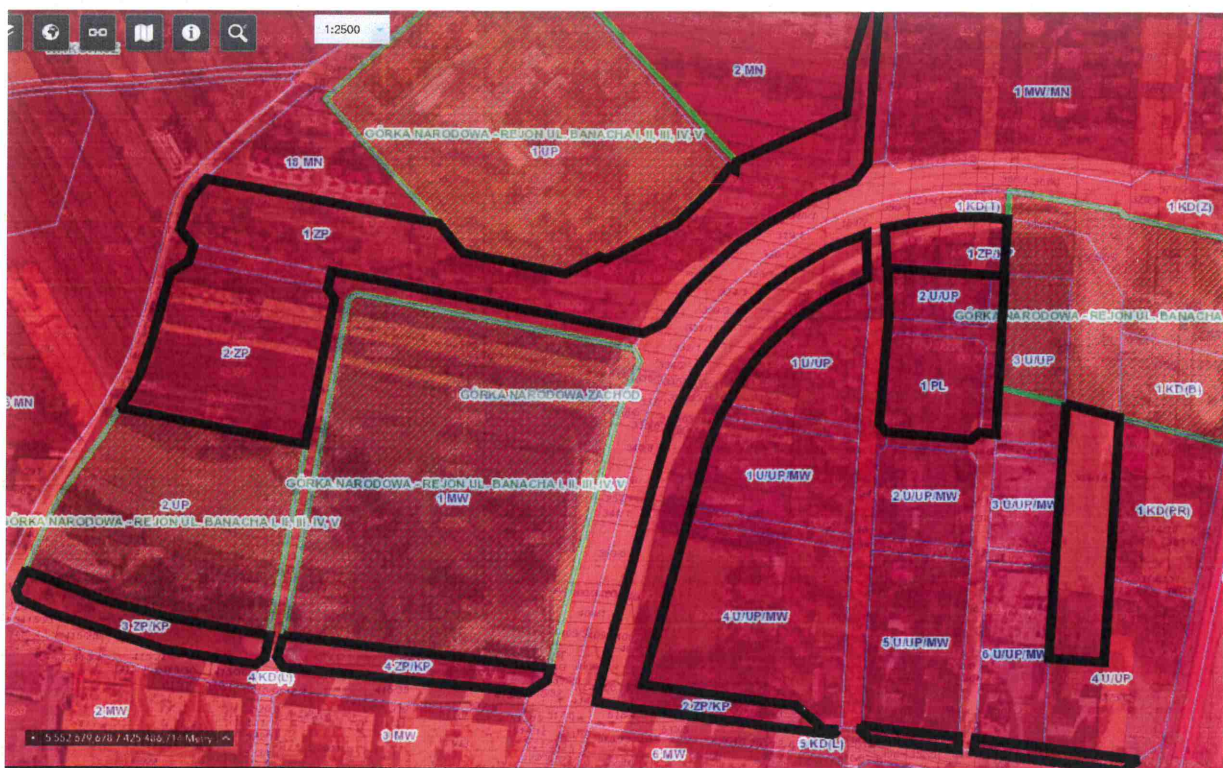 1:2500
2 MN
1 MW/MN
GÓRKA NARODOWA - REJON UL. BANACHA I, II, III, IV, V
1 UP
18 MN
1 KD(T)
1 KD(Z)
1 ZP
2 U/UP
GÓRKA NARODOWA - REJON UL. BANACHA
2 ZP
1 U/UP
3 U/UP
1 PL
1 KD(B)
GÓRKA NARODOWA ZACHÓD
MN
1 U/UP/MW
2 U/UP/MW
3 U/UP/MW
GÓRKA NARODOWA - REJON UL. BANACHA I, II, III, IV, V
1 MW
2 UP
1 KD(PR)
GÓRKA NARODOWA - REJON UL. BANACHA I, II, III, IV, V
4 U/UP/MW
3 ZP/KP
5 U/UP/MW
6 U/UP/MW
4 ZP/KP
4 KD(L)
4 U/UP
2 MW
2 ZP/KP
3 MW
5 KD(L)
6 MW